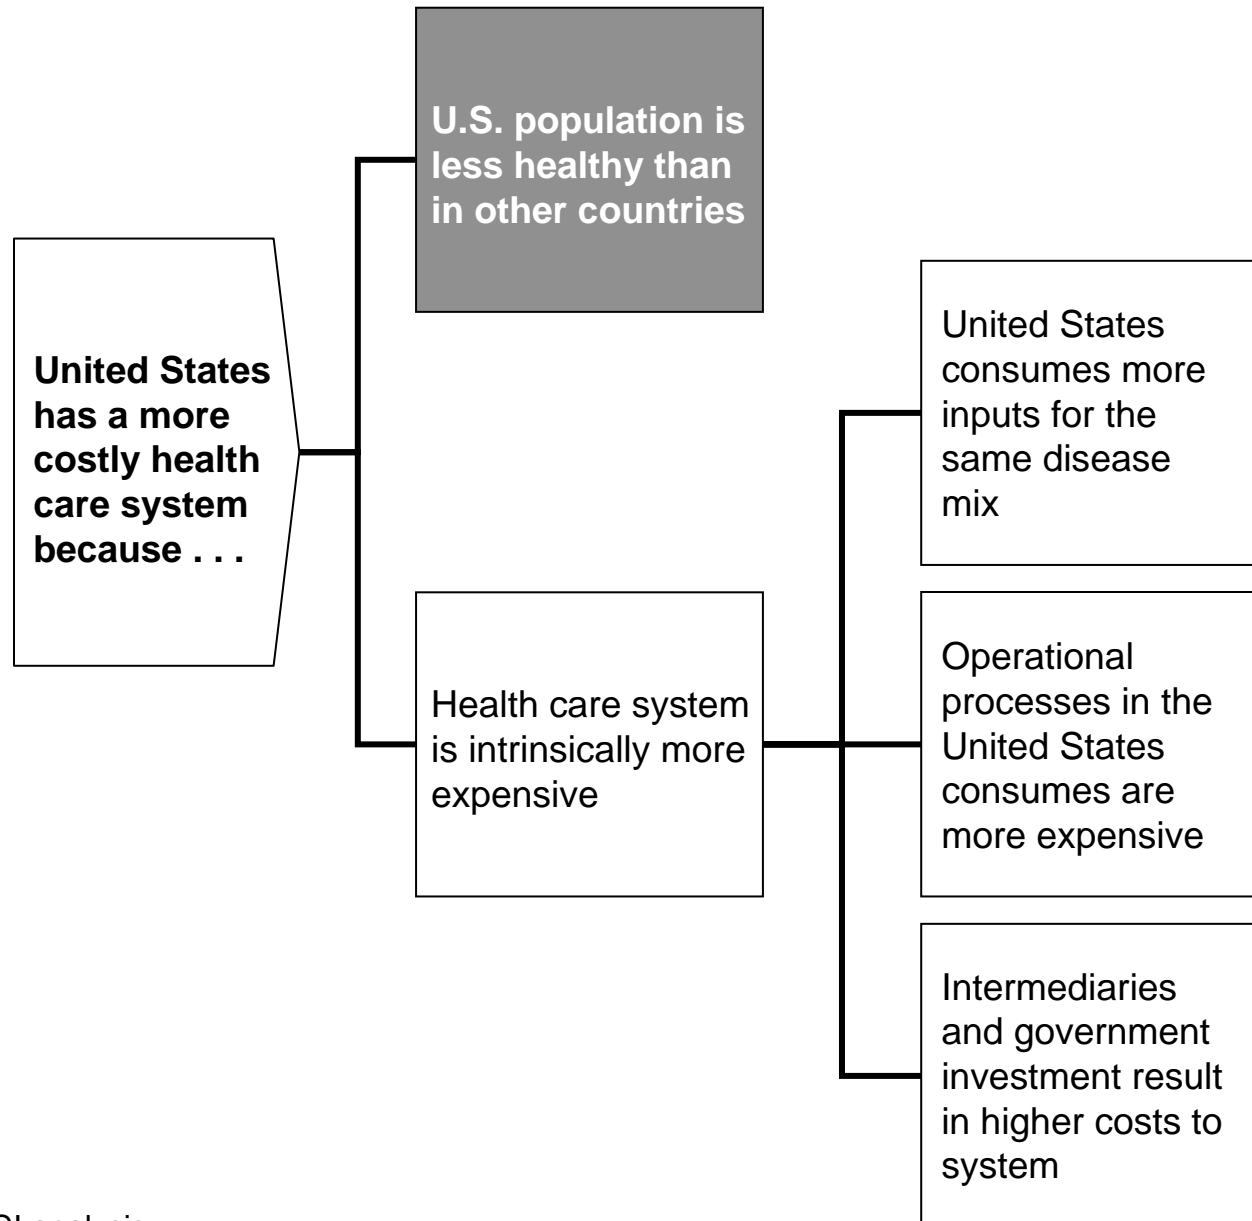 U.S. population is
less healthy than
in other countries
United States
has a more
costly health
care system
because . . .
Health care system
is intrinsically more
expensive
United States
consumes more
inputs for the
same disease
mix
Operational
processes in the
United States
consumes are
more expensive
Intermediaries
and government
investment result
in higher costs to
system